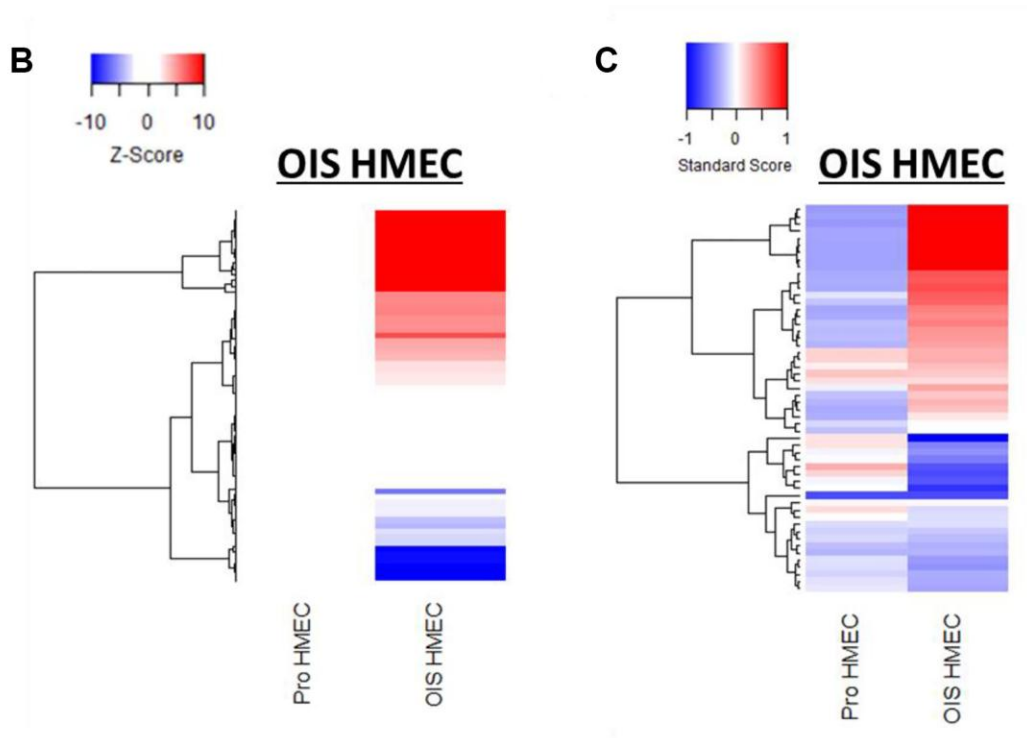 B
-10 0 10
Z-Score
OIS HMEC
Pro HMEC
OIS HMEC
C
-1 0 1
Standard Score
OIS HMEC
Pro HMEC
OIS HMEC